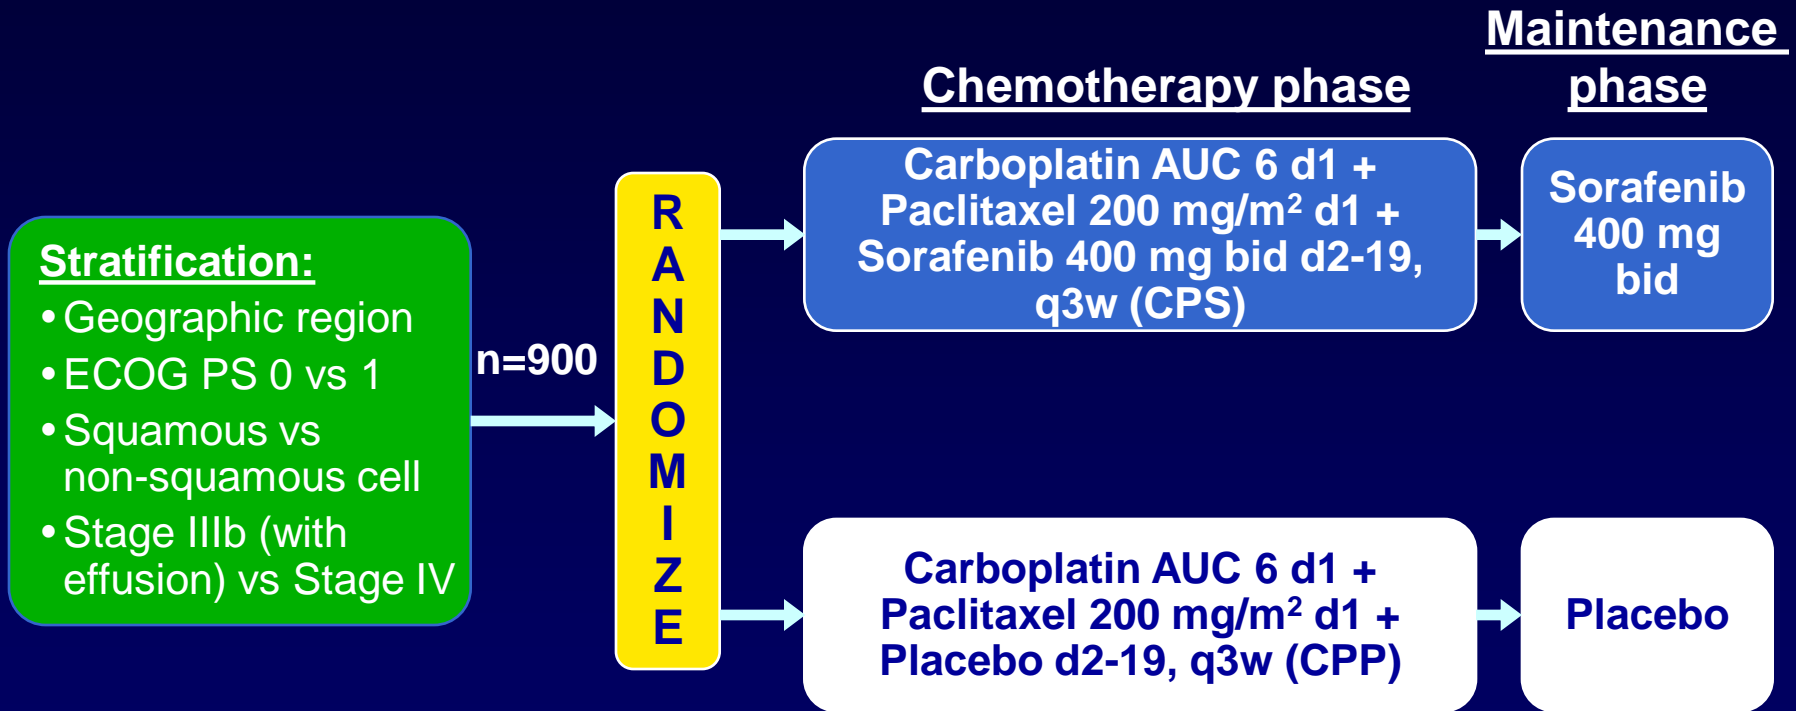 Maintenance
phase
Chemotherapy phase
Stratification:
•Geographic region
•ECOG PS 0 vs 1
•Squamous vs
non-squamous cell
•Stage IIIb (with
effusion) vs Stage IV
n=900
R
A
N
D
O
M
I
Z
E
Carboplatin AUC 6 d1 +
Paclitaxel 200 mg/m² d1 +
Sorafenib 400 mg bid d2-19,
q3w (CPS)
Sorafenib
400 mg
bid
Carboplatin AUC 6 d1 +
Paclitaxel 200 mg/m² d1 +
Placebo d2-19, q3w (CPP)
Placebo